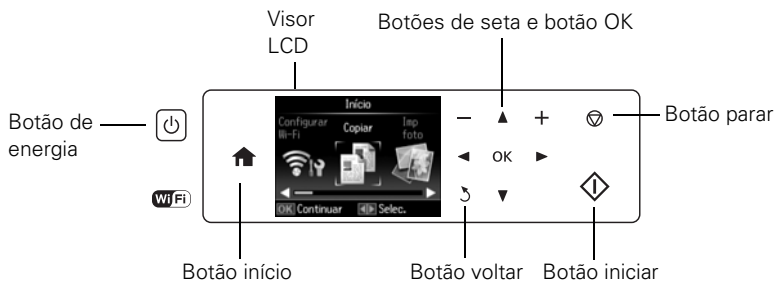 Visor
LCD
Botões de seta e botão OK
Botão de
energia
Início
Configurar
Wi-Fi
Copiar
Imp
foto
OK
Botão parar
WiFi
OK Continuar
Selec.
Botão início
Botão voltar
Botão iniciar